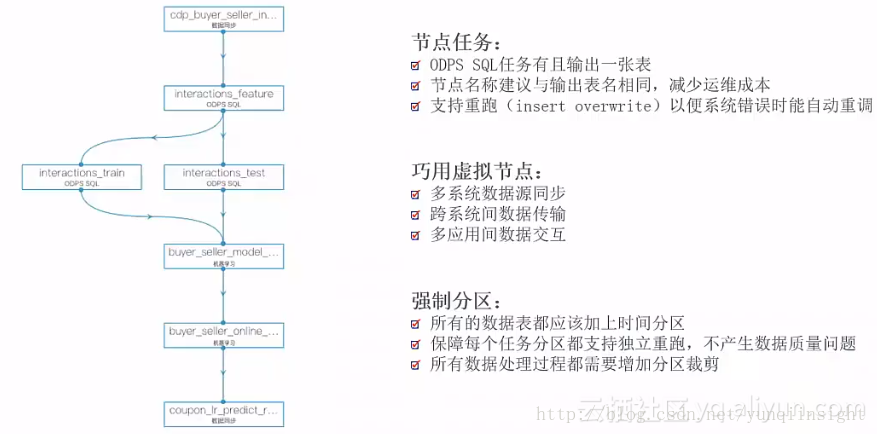 cdp_buyer_seller_in...
数据同步
interactions_feature
ODPS SQL
interactions_train
ODPS SQL
interactions_test
ODPS SQL
buyer_seller_model_...
机器学习
buyer_seller_online_...
机器学习
coupon_lr_predict_r...
数据同步
节点任务：
ODPS SQL任务有且输出一张表
节点名称建议与输出表名相同，减少运维成本
支持重跑（insert overwrite）以便系统错误时能自动重调
巧用虚拟节点：
多系统数据源同步
跨系统间数据传输
多应用间数据交互
强制分区：
所有的数据表都应该加上时间分区
保障每个任务分区都支持独立重跑，不产生数据质量问题
所有数据处理过程都需要增加分区裁剪
云栖社区 yq.aliyun.com
http://blog.csdn.net/yunqiinsight